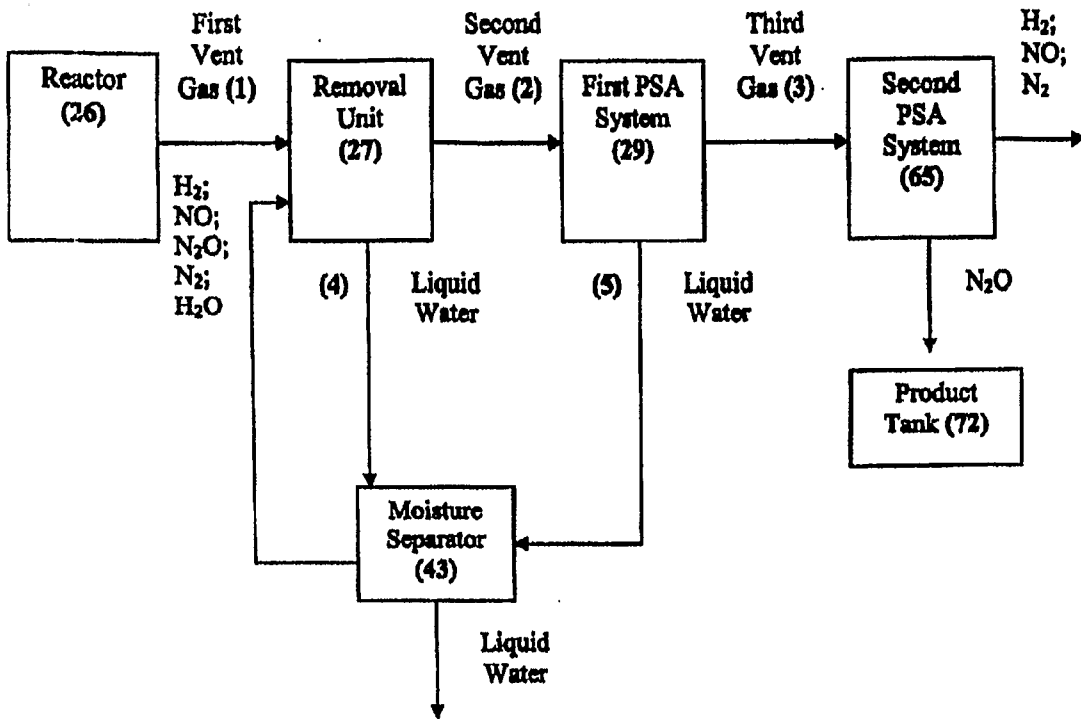 First
Vent
Gas (1)
Second
Vent
Gas (2)
Third
Vent
Gas (3)
H₂;
NO;
N₂
Reactor
(26)
Removal
Unit
(27)
First PSA
System
(29)
Second
PSA
System
(65)
H₂;
NO;
N₂O;
N₂;
H₂O
(4)
Liquid
Water
(5)
Liquid
Water
N₂O
Product
Tank (72)
Moisture
Separator
(43)
Liquid
Water